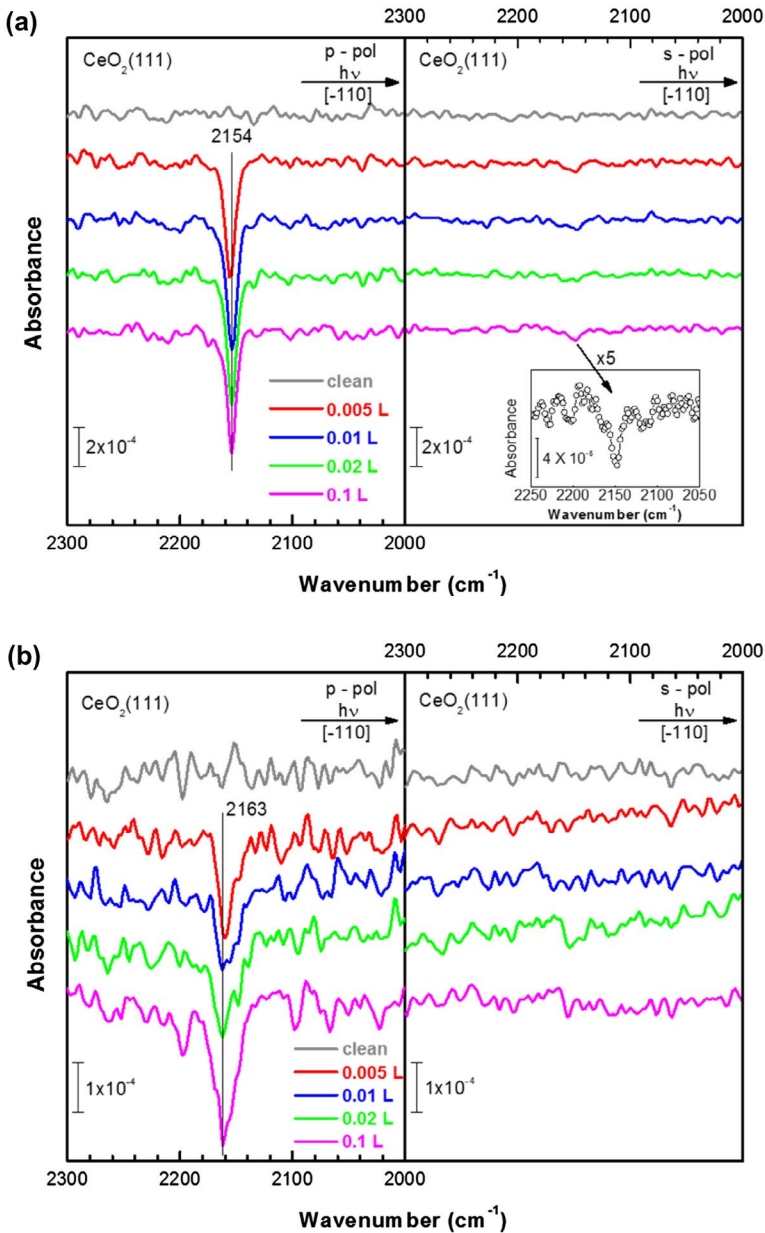 (a)
2300 2200 2100 2000
CeO₂(111)
p - pol
hν
[-110]
CeO₂(111)
s - pol
hν
[-110]
2154
Absorbance
x5
clean
0.005 L
0.01 L
0.02 L
0.1 L
2x10⁻⁴
2x10⁻⁴
Absorbance
4 X 10⁻⁶
2250 2200 2150 2100 2050
Wavenumber (cm⁻¹)
2300 2200 2100 2000
Wavenumber (cm⁻¹)
(b)
2300 2200 2100 2000
CeO₂(111)
p - pol
hν
[-110]
CeO₂(111)
s - pol
hν
[-110]
2163
Absorbance
clean
0.005 L
0.01 L
0.02 L
0.1 L
1x10⁻⁴
1x10⁻⁴
2300 2200 2100 2000
Wavenumber (cm⁻¹)